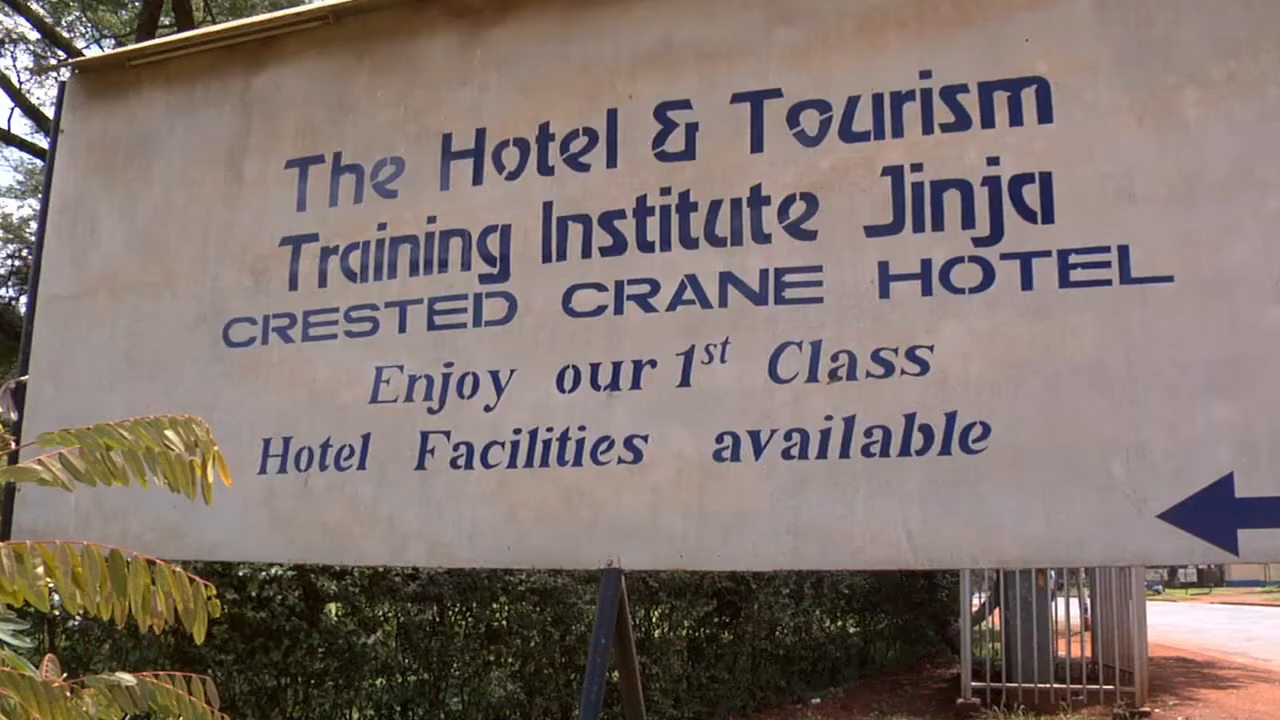 The Hotel & Tourism
Training Institute Jinja
CRESTED CRANE HOTEL
Enjoy our 1st Class
Hotel Facilities available